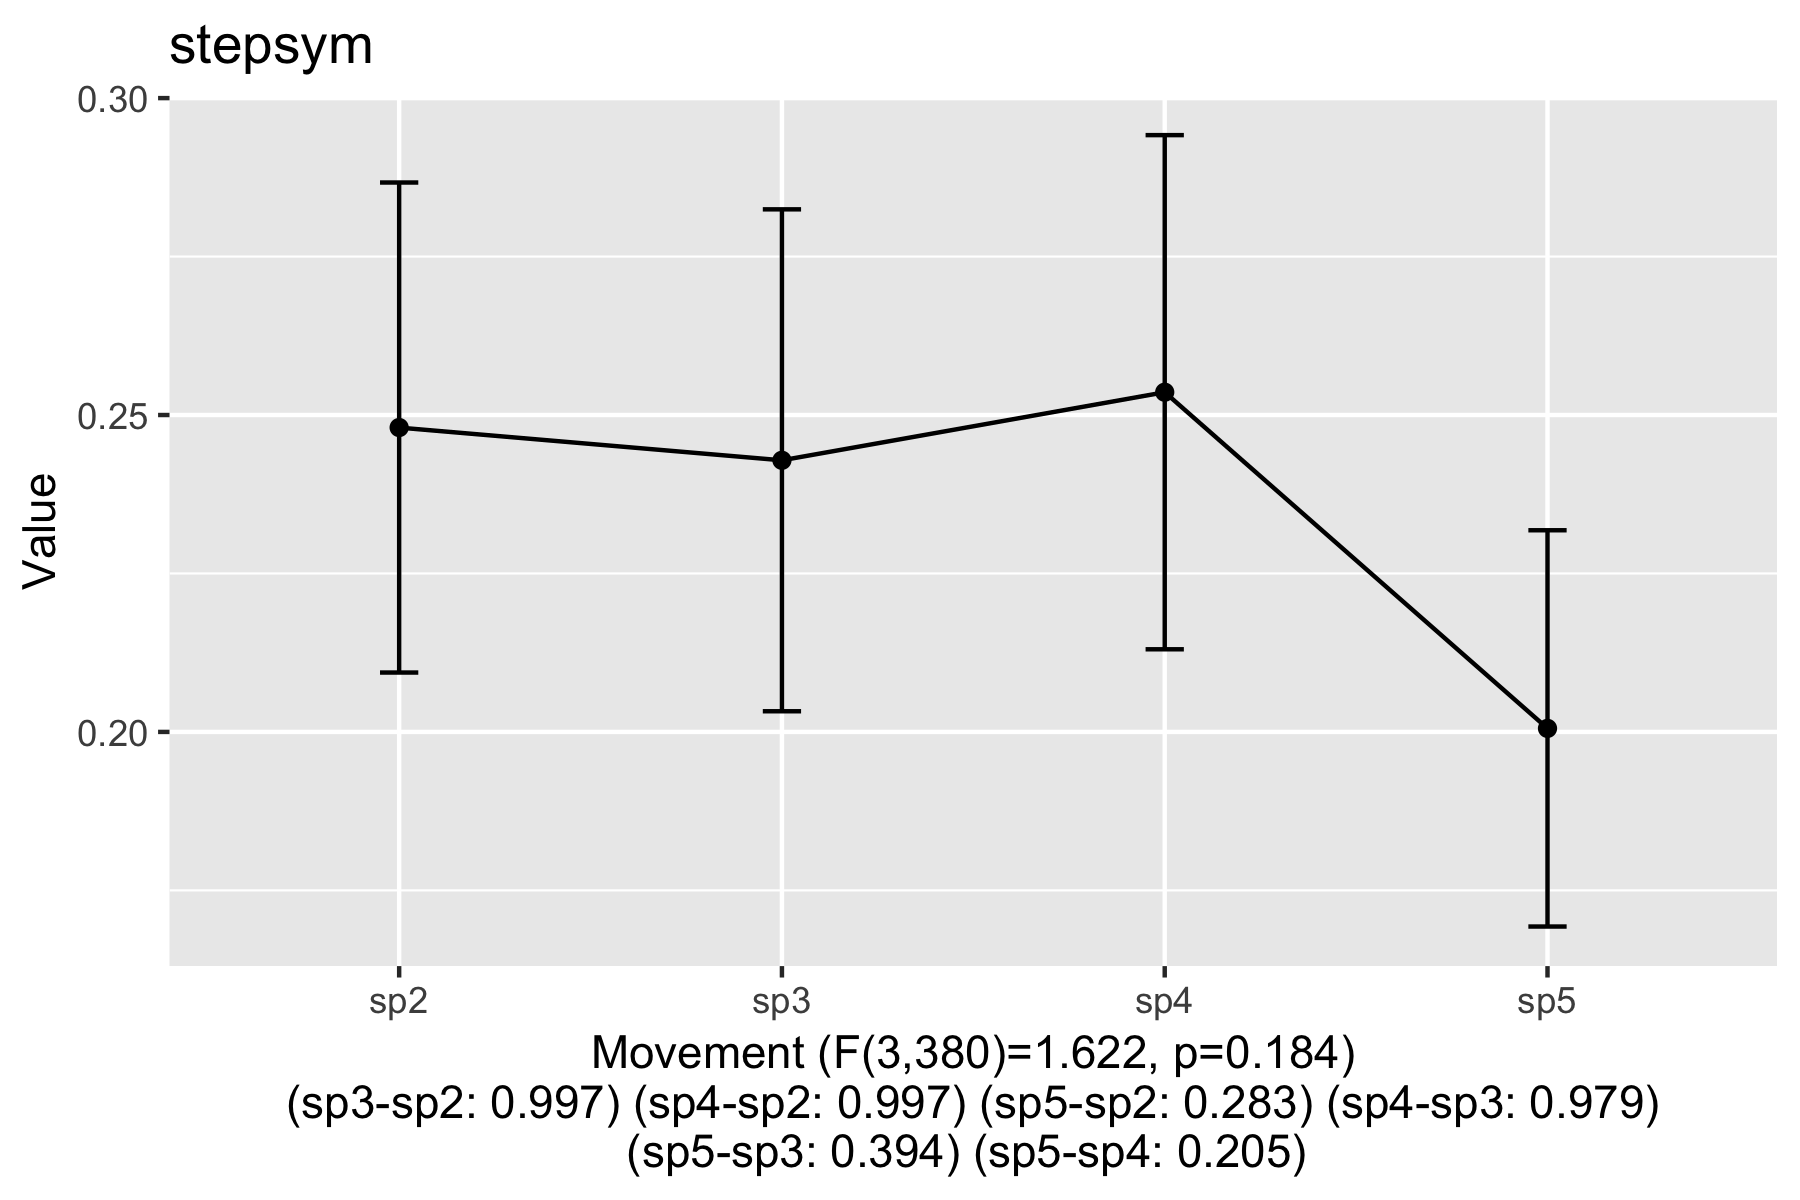 stepsym
0.30
0.25
0.20
Value
sp2 sp3 sp4 sp5
Movement (F(3,380)=1.622, p=0.184)
(sp3-sp2: 0.997) (sp4-sp2: 0.997) (sp5-sp2: 0.283) (sp4-sp3: 0.979)
(sp5-sp3: 0.394) (sp5-sp4: 0.205)